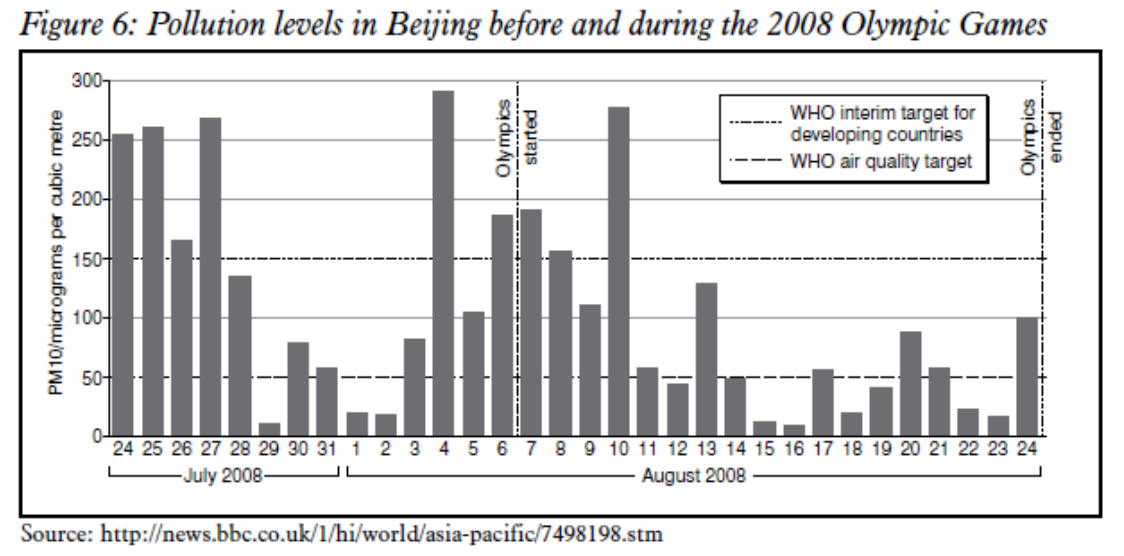 Figure 6: Pollution levels in Beijing before and during the 2008 Olympic Games
PM10/micrograms per cubic metre
300
250
200
150
100
50
0
Olympics
started
WHO interim target for
developing countries
WHO air quality target
Olympics
ended
24 25 26 27 28 29 30 31 1 2 3 4 5 6 7 8 9 10 11 12 13 14 15 16 17 18 19 20 21 22 23 24
July 2008 August 2008
Source: http://news.bbc.co.uk/1/hi/world/asia-pacific/7498198.stm